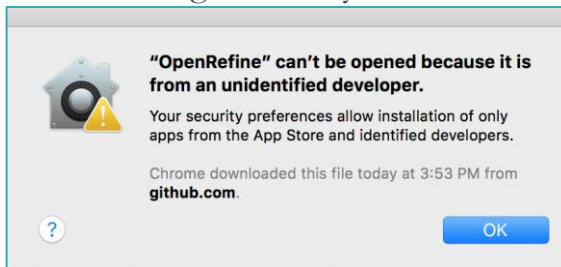 “OpenRefine” can’t be opened because it is
from an unidentified developer.
Your security preferences allow installation of only
apps from the App Store and identified developers.
Chrome downloaded this file today at 3:53 PM from
github.com.
?
OK